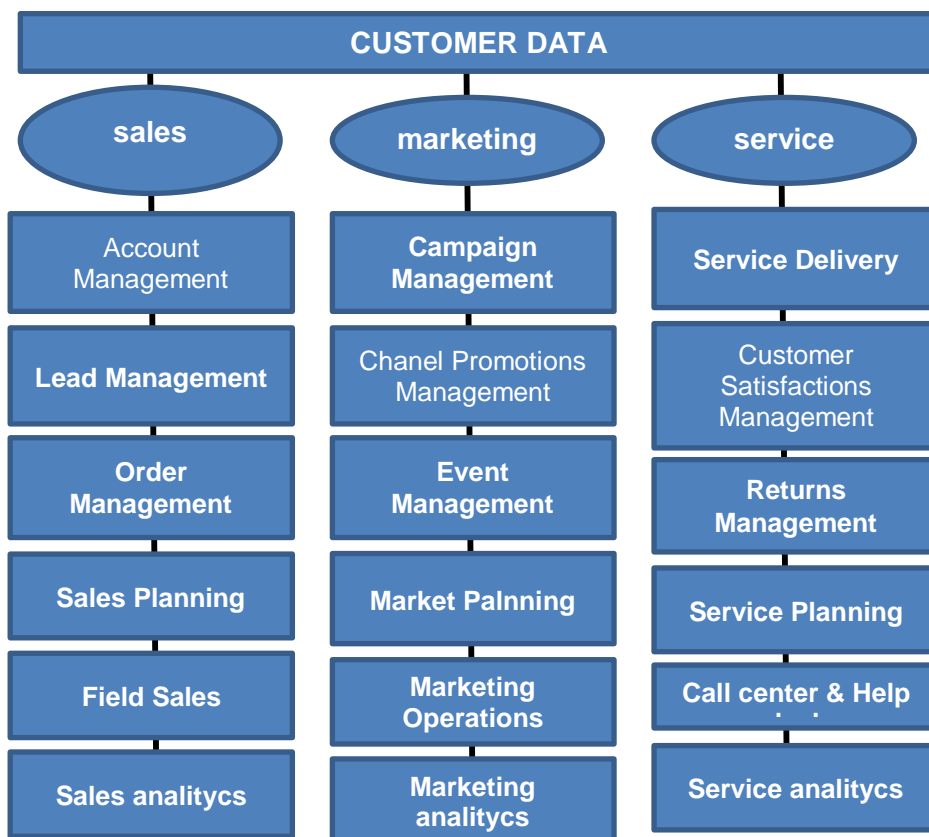 CUSTOMER DATA
sales
marketing
service
Account
Management
Campaign
Management
Service Delivery
Lead Management
Chanel Promotions
Management
Customer
Satisfactions
Management
Order
Management
Event
Management
Returns
Management
Sales Planning
Market Palnning
Service Planning
Field Sales
Marketing
Operations
Call center & Help
Sales analitycs
Marketing
analitycs
Service analitycs